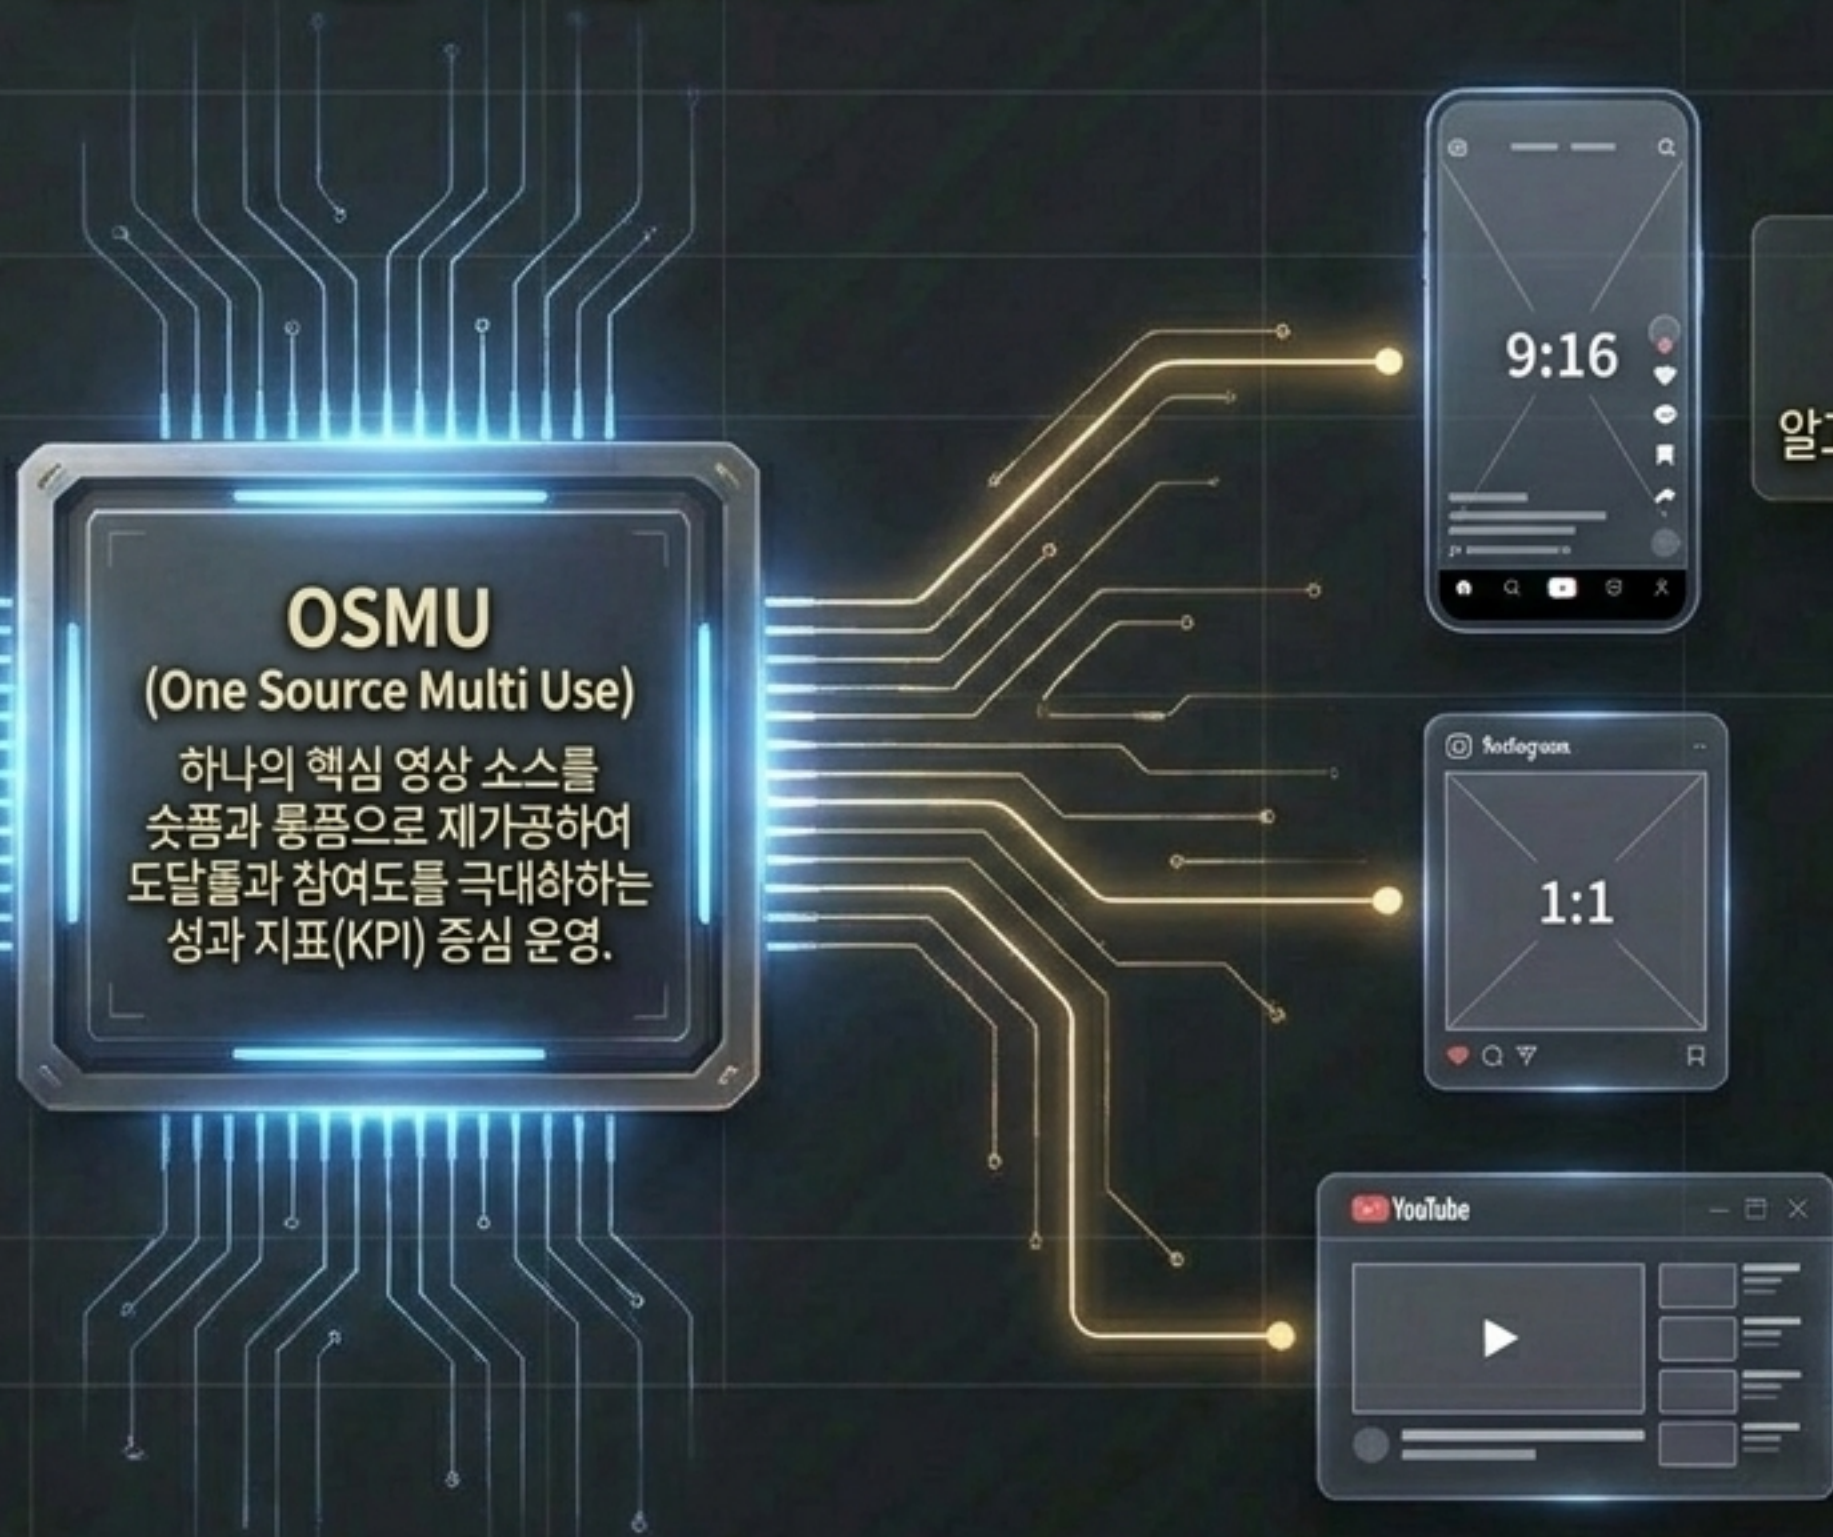 OSMU
(One Source Multi Use)
하나의 핵심 영상 소스를
숏폼과 롱폼으로 재가공하여
도달률과 참여도를 극대화하는
성과 지표(KPI) 중심 운영.
9:16
알고
1:1
YouTube